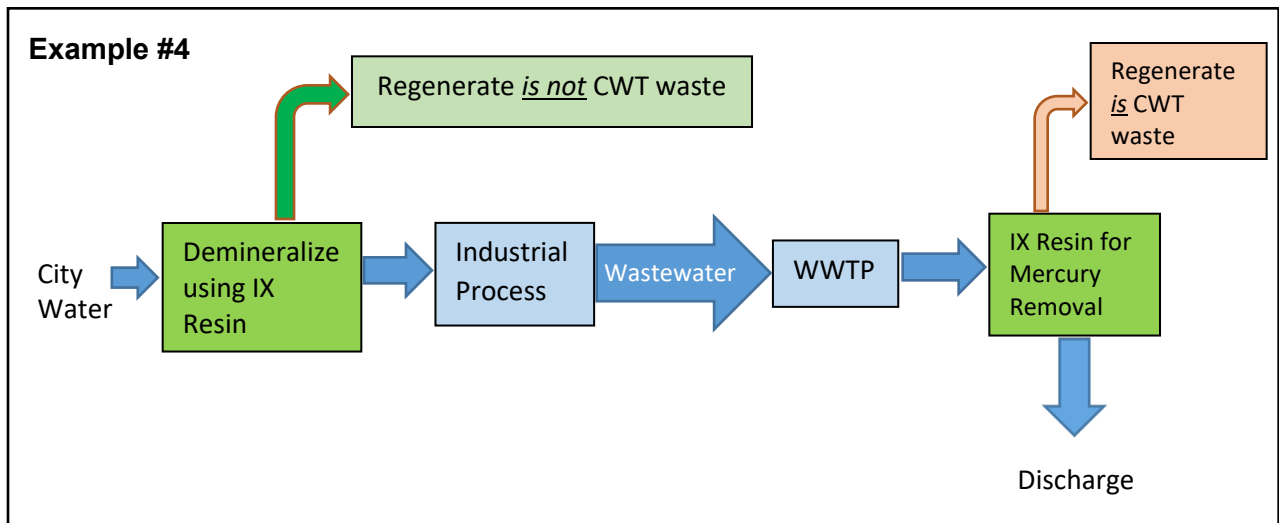 Example #4
Regenerate is not CWT waste
Regenerate
is CWT
waste
City
Water
Demineralize
using IX
Resin
Industrial
Process
Wastewater
WWTP
IX Resin for
Mercury
Removal
Discharge